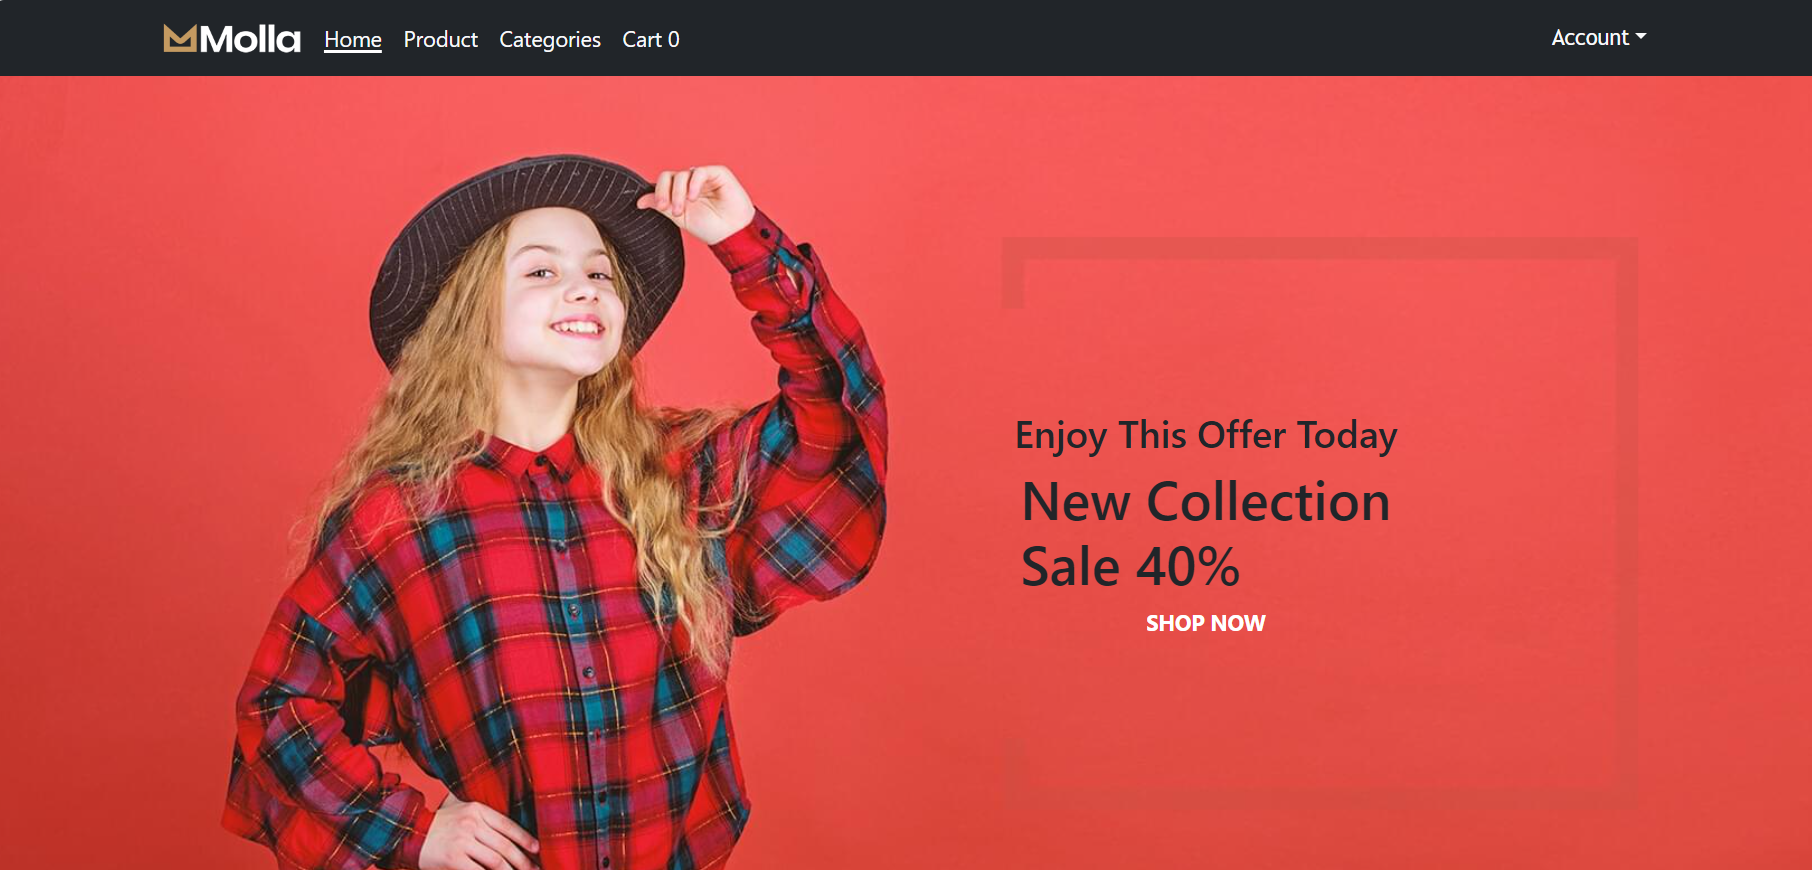 Molla
Home Product Categories Cart 0
Account
Enjoy This Offer Today
New Collection
Sale 40%
SHOP NOW